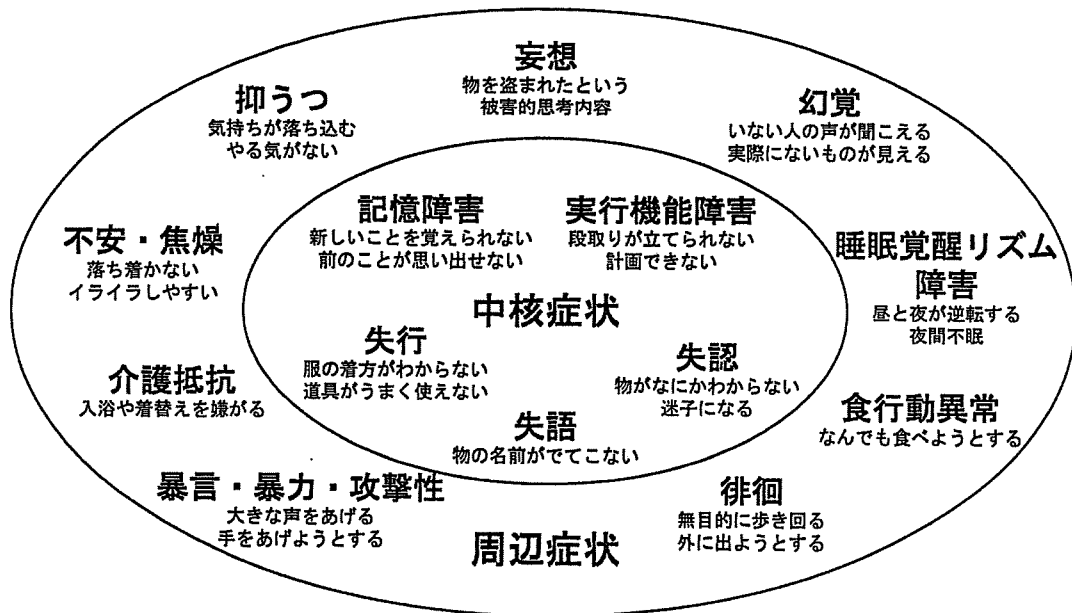 妄想
物を盗まれたという
被害的思考内容
抑うつ
気持ちが落ち込む
やる気がない
幻覚
いない人の声が聞こえる
実際にないものが見える
記憶障害
新しいことを覚えられない
前のことが思い出せない
実行機能障害
段取りが立てられない
計画できない
不安・焦燥
落ち着かない
イライラしやすい
睡眠覚醒リズム
障害
昼と夜が逆転する
夜間不眠
中核症状
失行
服の着方がわからない
道具がうまく使えない
失認
物がなにかわからない
迷子になる
介護抵抗
入浴や着替えを嫌がる
食行動異常
なんでも食べようとする
失語
物の名前がでてこない
暴言・暴力・攻撃性
大きな声をあげる
手をあげようとする
徘徊
無目的に歩き回る
外に出ようとする
周辺症状